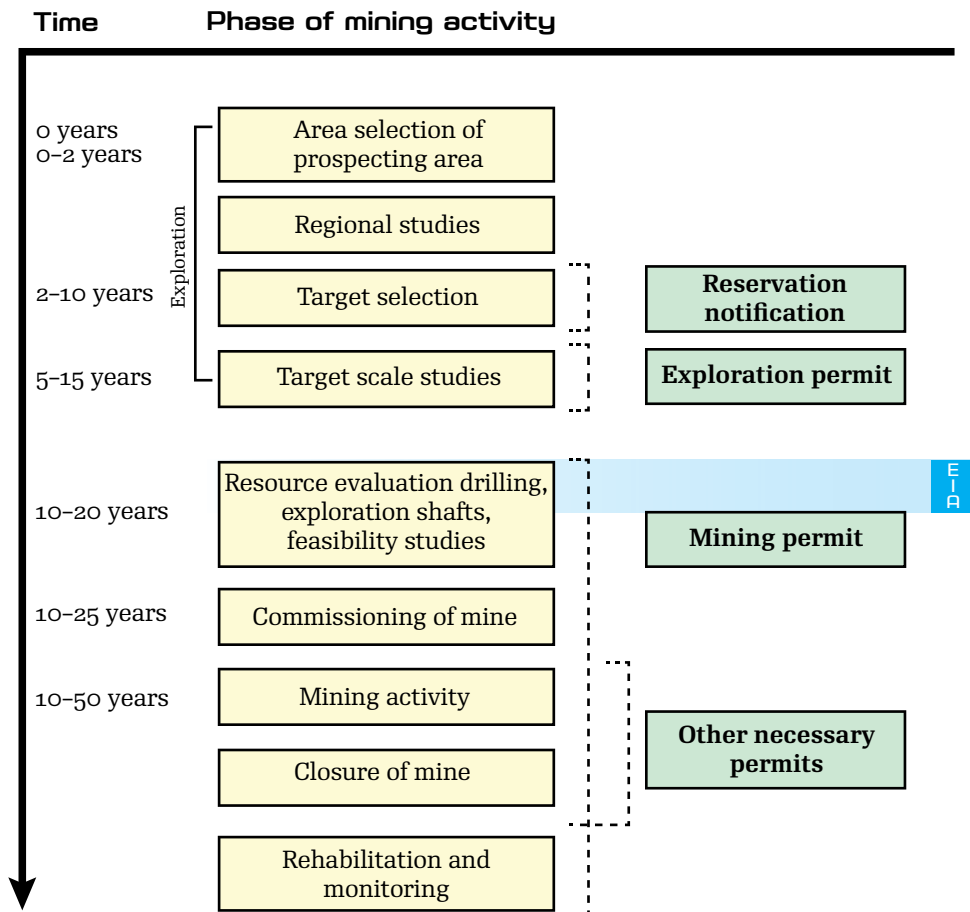 Time
Phase of mining activity
0 years
0–2 years
Area selection of
prospecting area
Exploration
Regional studies
2–10 years
Target selection
Reservation
notification
5–15 years
Target scale studies
Exploration permit
10–20 years
Resource evaluation drilling,
exploration shafts,
feasibility studies
EIA
Mining permit
10–25 years
Commissioning of mine
10–50 years
Mining activity
Closure of mine
Other necessary
permits
Rehabilitation and
monitoring